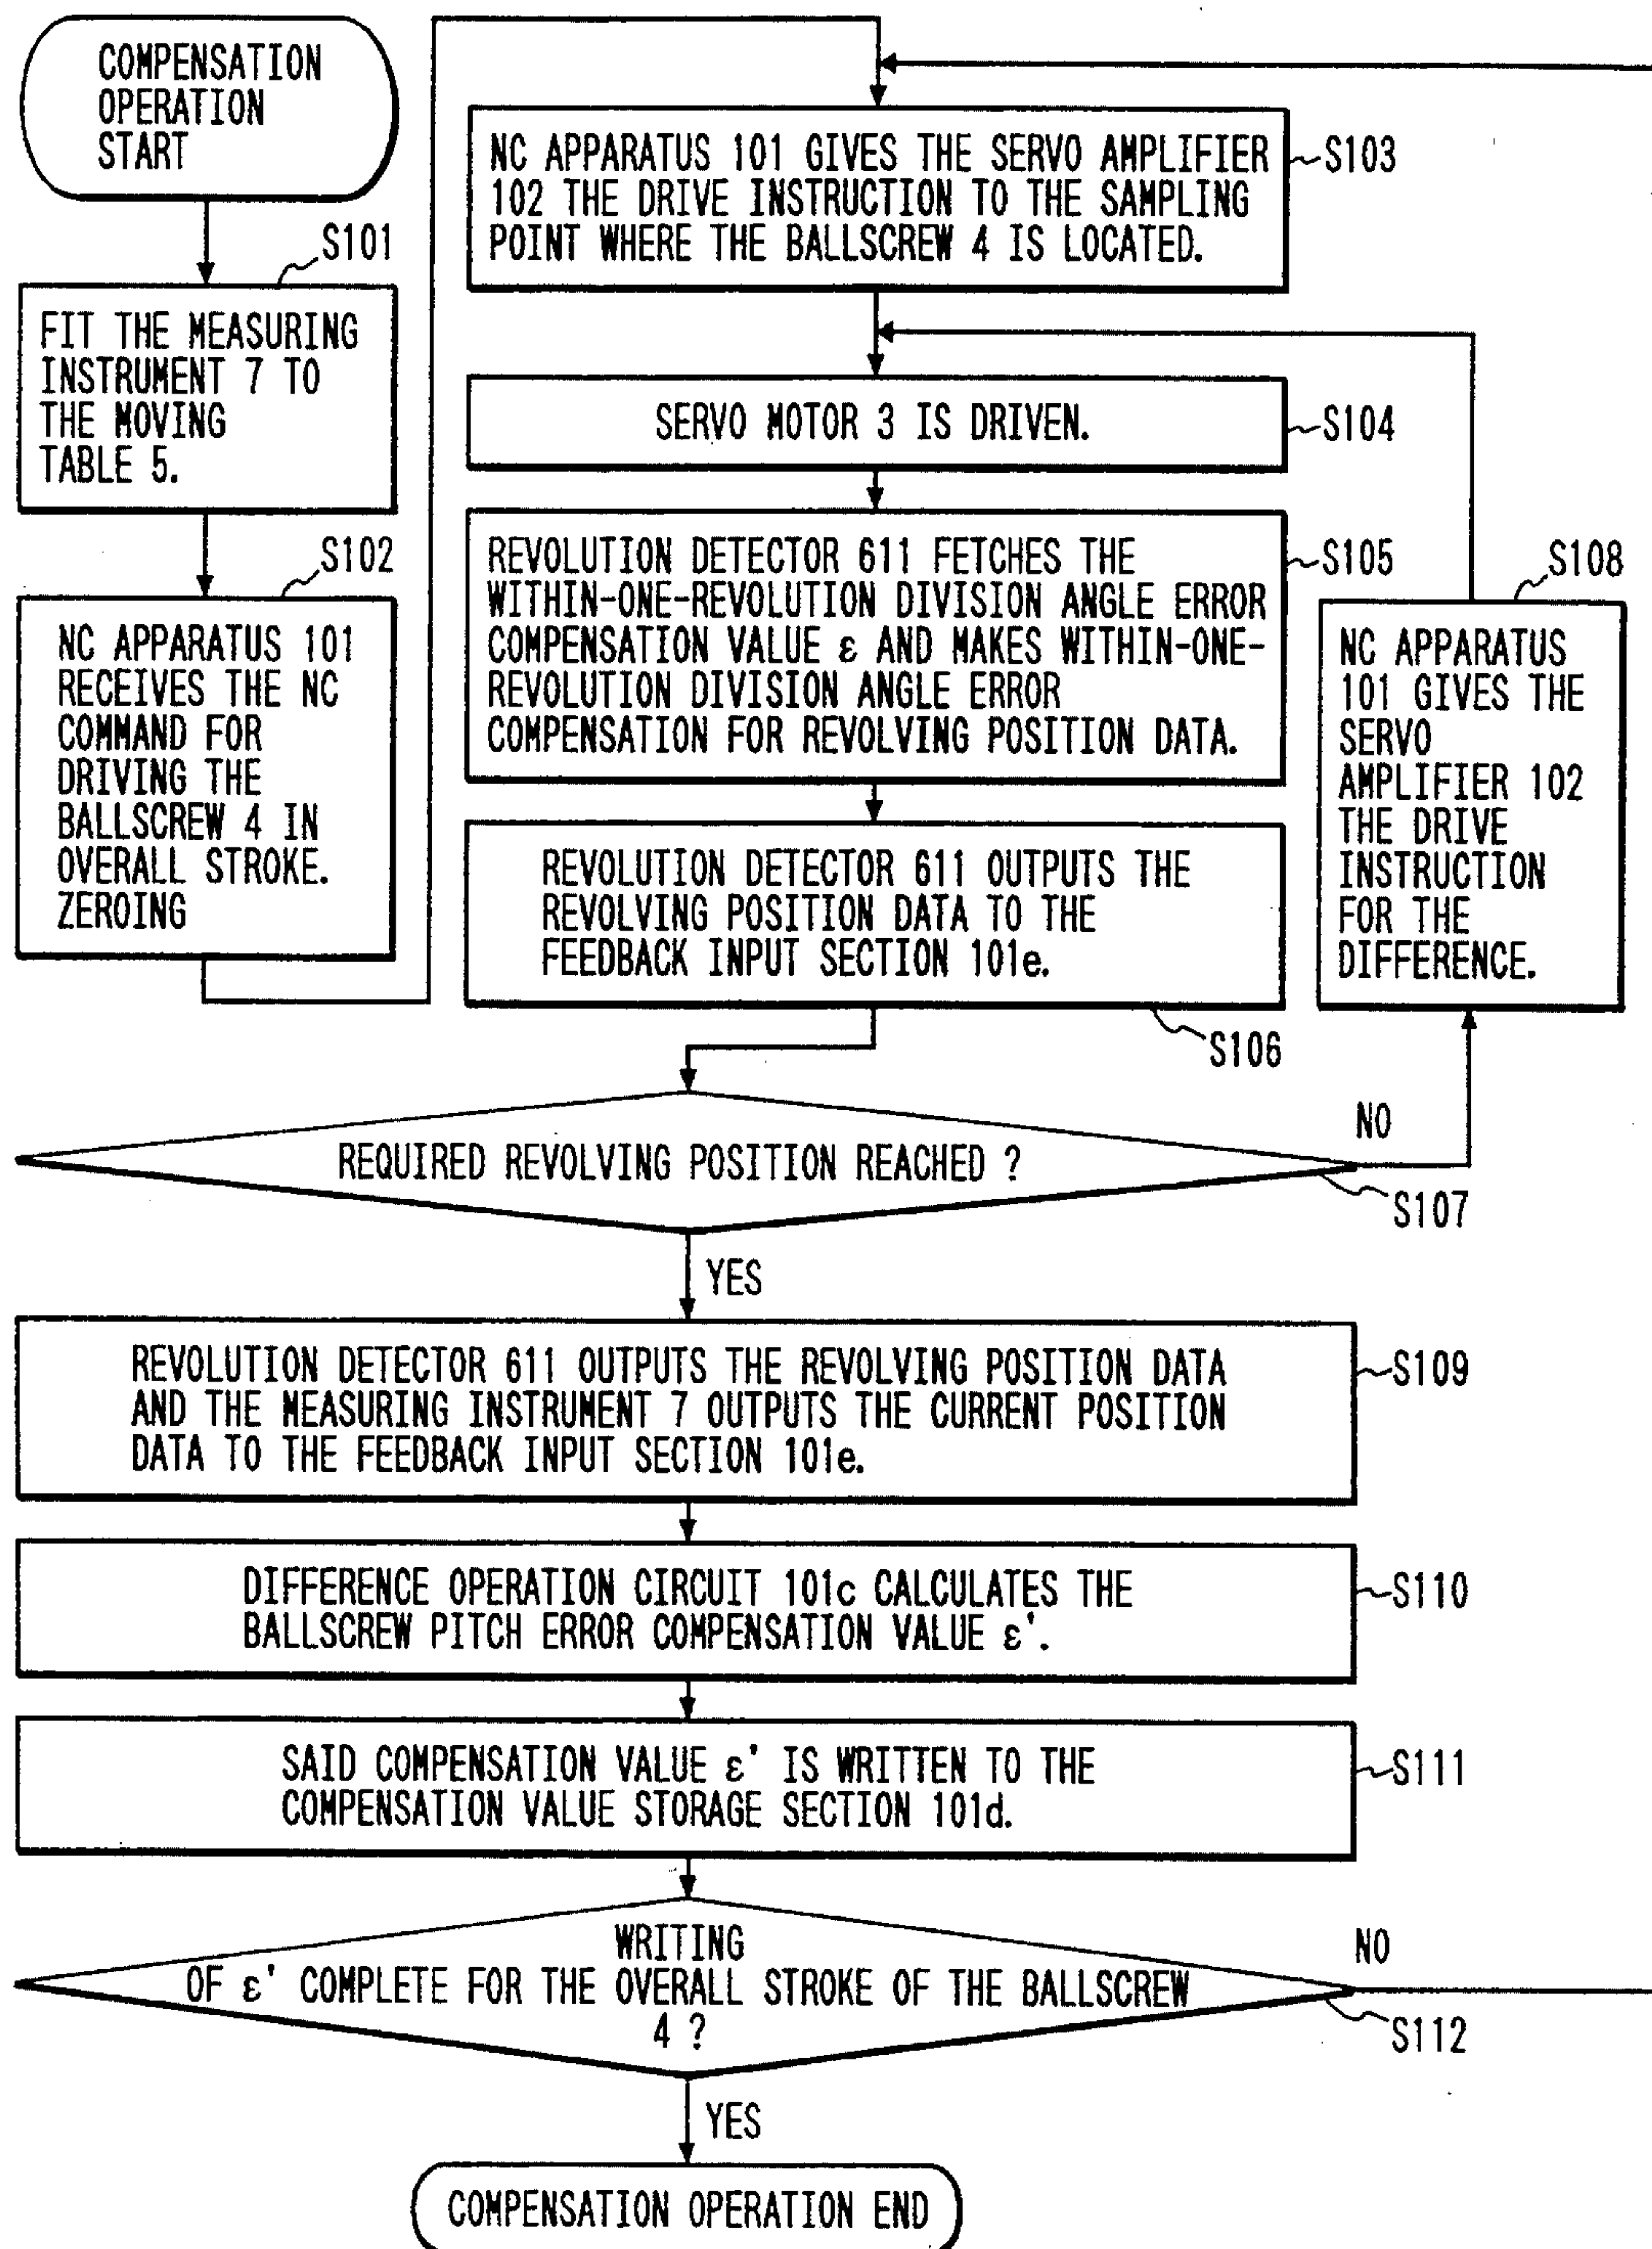 COMPENSATION
OPERATION
START
S101
FIT THE MEASURING
INSTRUMENT 7 TO
THE MOVING
TABLE 5.
S102
NC APPARATUS 101
RECEIVES THE NC
COMMAND FOR
DRIVING THE
BALLSCREW 4 IN
OVERALL STROKE.
ZEROING
NC APPARATUS 101 GIVES THE SERVO AMPLIFIER
102 THE DRIVE INSTRUCTION TO THE SAMPLING
POINT WHERE THE BALLSCREW 4 IS LOCATED.
S103
SERVO MOTOR 3 IS DRIVEN.
S104
REVOLUTION DETECTOR 611 FETCHES THE
WITHIN-ONE-REVOLUTION DIVISION ANGLE ERROR
COMPENSATION VALUE ε AND MAKES WITHIN-ONE-
REVOLUTION DIVISION ANGLE ERROR
COMPENSATION FOR REVOLVING POSITION DATA.
S105
REVOLUTION DETECTOR 611 OUTPUTS THE
REVOLVING POSITION DATA TO THE
FEEDBACK INPUT SECTION 101e.
S106
REQUIRED REVOLVING POSITION REACHED ?
S107
NO
S108
NC APPARATUS
101 GIVES THE
SERVO
AMPLIFIER 102
THE DRIVE
INSTRUCTION
FOR THE
DIFFERENCE.
YES
REVOLUTION DETECTOR 611 OUTPUTS THE REVOLVING POSITION DATA
AND THE MEASURING INSTRUMENT 7 OUTPUTS THE CURRENT POSITION
DATA TO THE FEEDBACK INPUT SECTION 101e.
S109
DIFFERENCE OPERATION CIRCUIT 101c CALCULATES THE
BALLSCREW PITCH ERROR COMPENSATION VALUE ε'.
S110
SAID COMPENSATION VALUE ε' IS WRITTEN TO THE
COMPENSATION VALUE STORAGE SECTION 101d.
S111
WRITING
OF ε' COMPLETE FOR THE OVERALL STROKE OF THE BALLSCREW
4 ?
NO
S112
YES
COMPENSATION OPERATION END